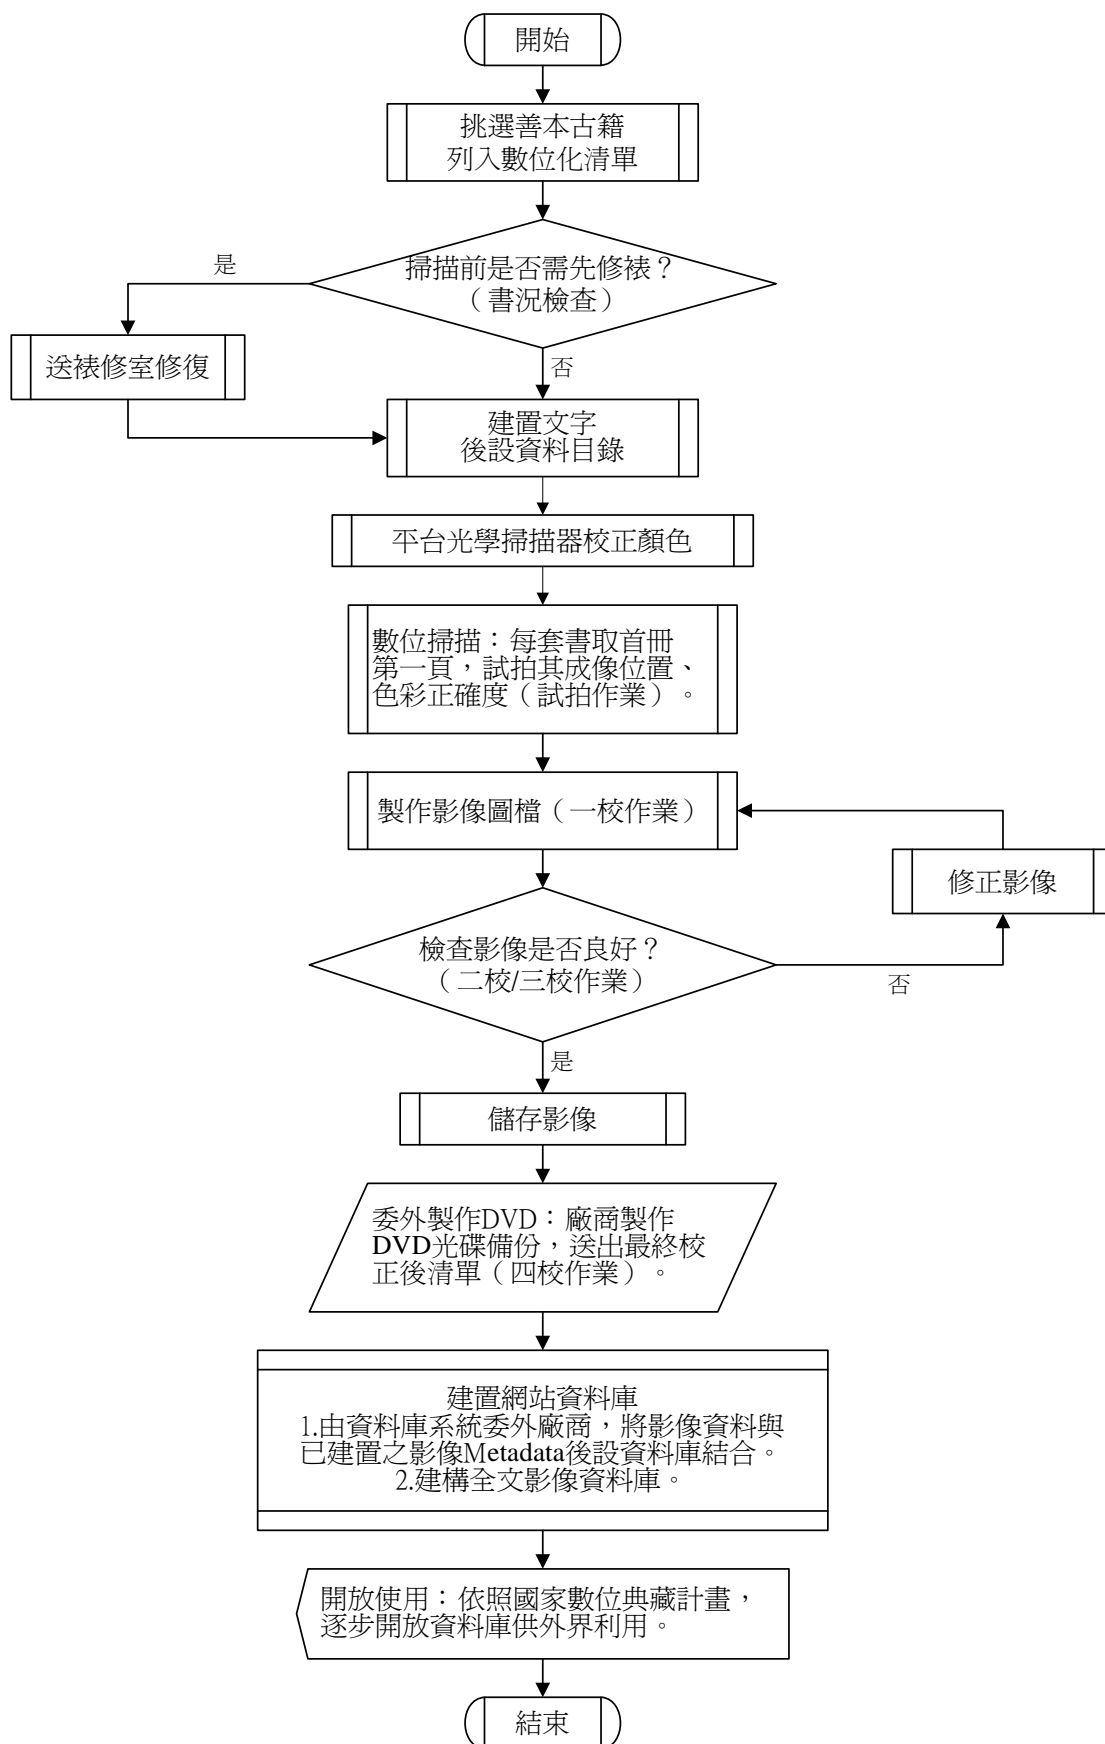 開始
挑選善本古籍
列入數位化清單
掃描前是否需先修裱？
（書況檢查）
是
否
送裱修室修復
建置文字
後設資料目錄
平台光學掃描器校正顏色
數位掃描：每套書取首冊
第一頁，試拍其成像位置、
色彩正確度（試拍作業）。
製作影像圖檔（一校作業）
修正影像
檢查影像是否良好？
（二校/三校作業）
否
是
儲存影像
委外製作DVD：廠商製作
DVD光碟備份，送出最終校
正後清單（四校作業）。
建置網站資料庫
1.由資料庫系統委外廠商，將影像資料與
已建置之影像Metadata後設資料庫結合。
2.建構全文影像資料庫。
開放使用：依照國家數位典藏計畫，
逐步開放資料庫供外界利用。
結束